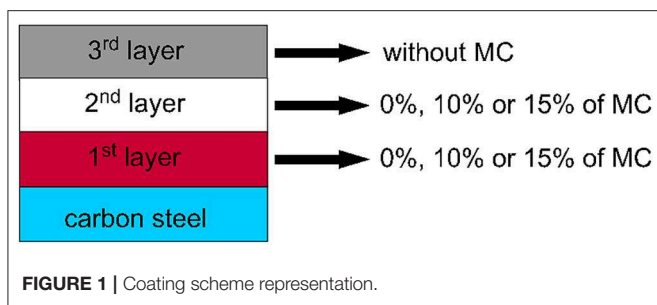 3rd layer without MC
2nd layer 0%, 10% or 15% of MC
1st layer 0%, 10% or 15% of MC
carbon steel
FIGURE 1 | Coating scheme representation.